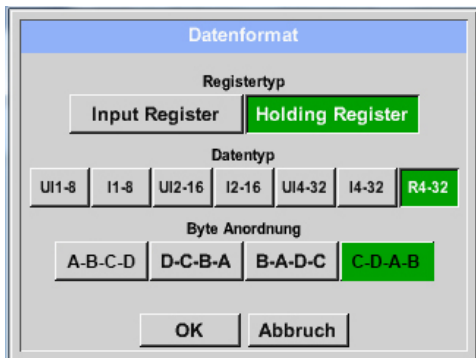 Datenformat
Registertyp
Input Register Holding Register
Datentyp
UI1-8 I1-8 UI2-16 I2-16 UI4-32 I4-32 R4-32
Byte Anordnung
A-B-C-D D-C-B-A B-A-D-C C-D-A-B
OK Abbruch